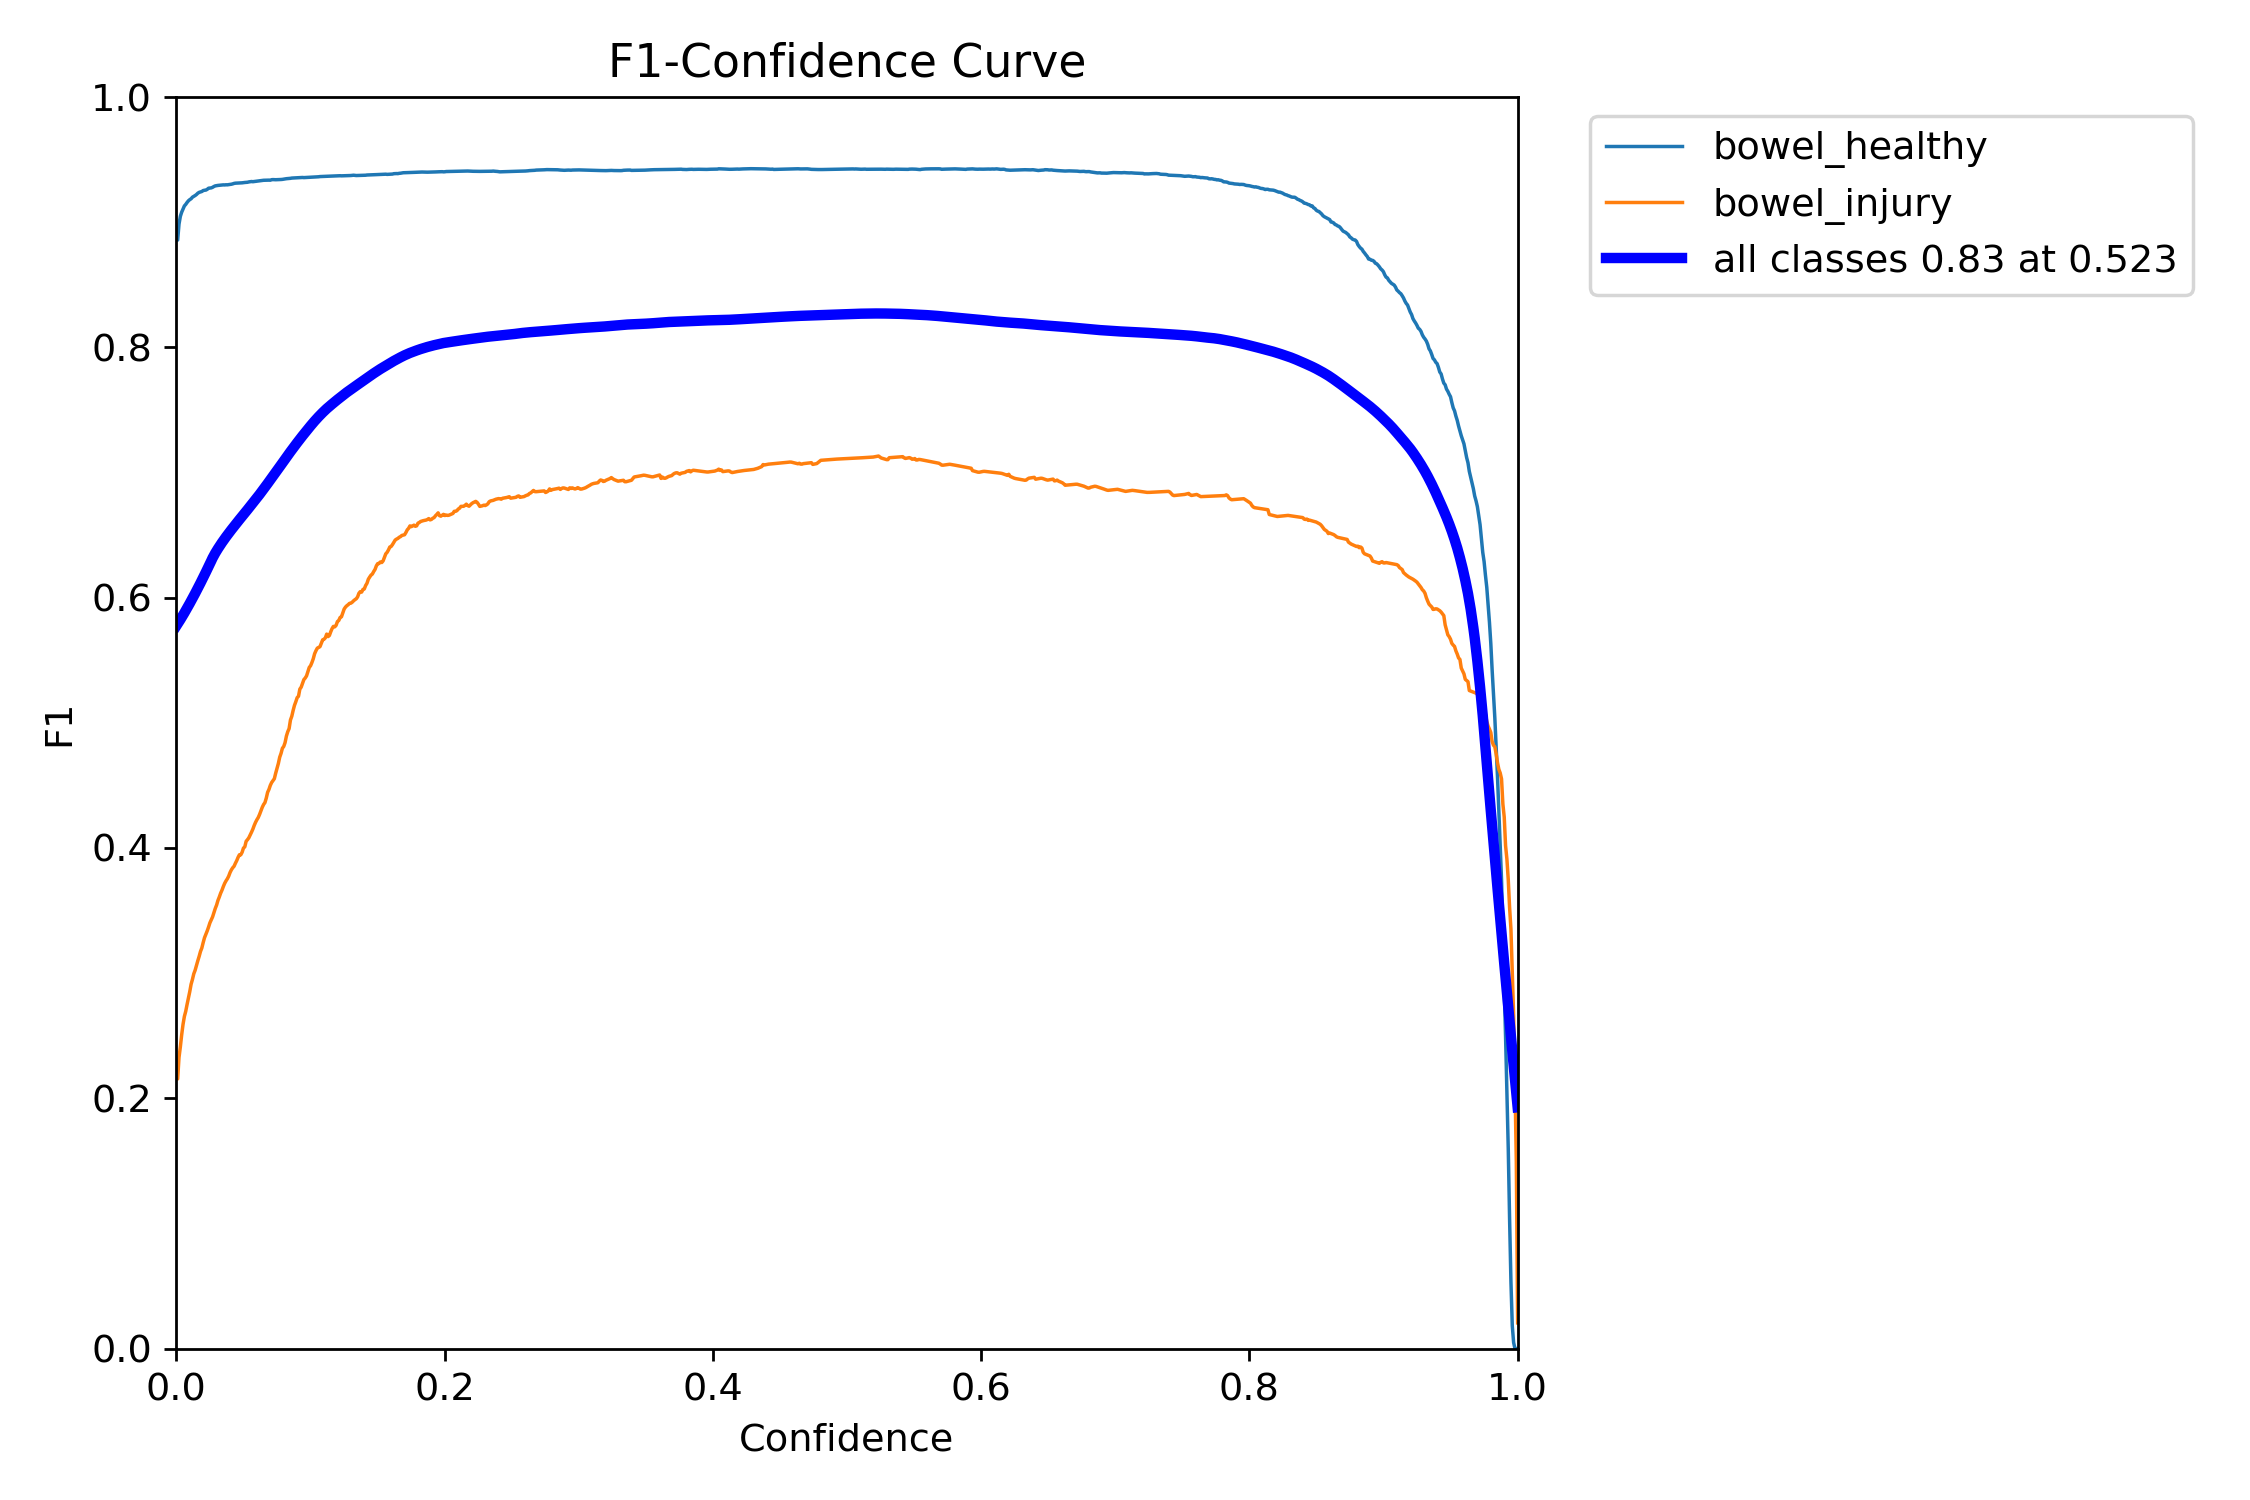 F1-Confidence Curve
1.0
0.8
0.6
0.4
0.2
0.0
F1
0.0 0.2 0.4 0.6 0.8 1.0
Confidence
bowel_healthy
bowel_injury
all classes 0.83 at 0.523